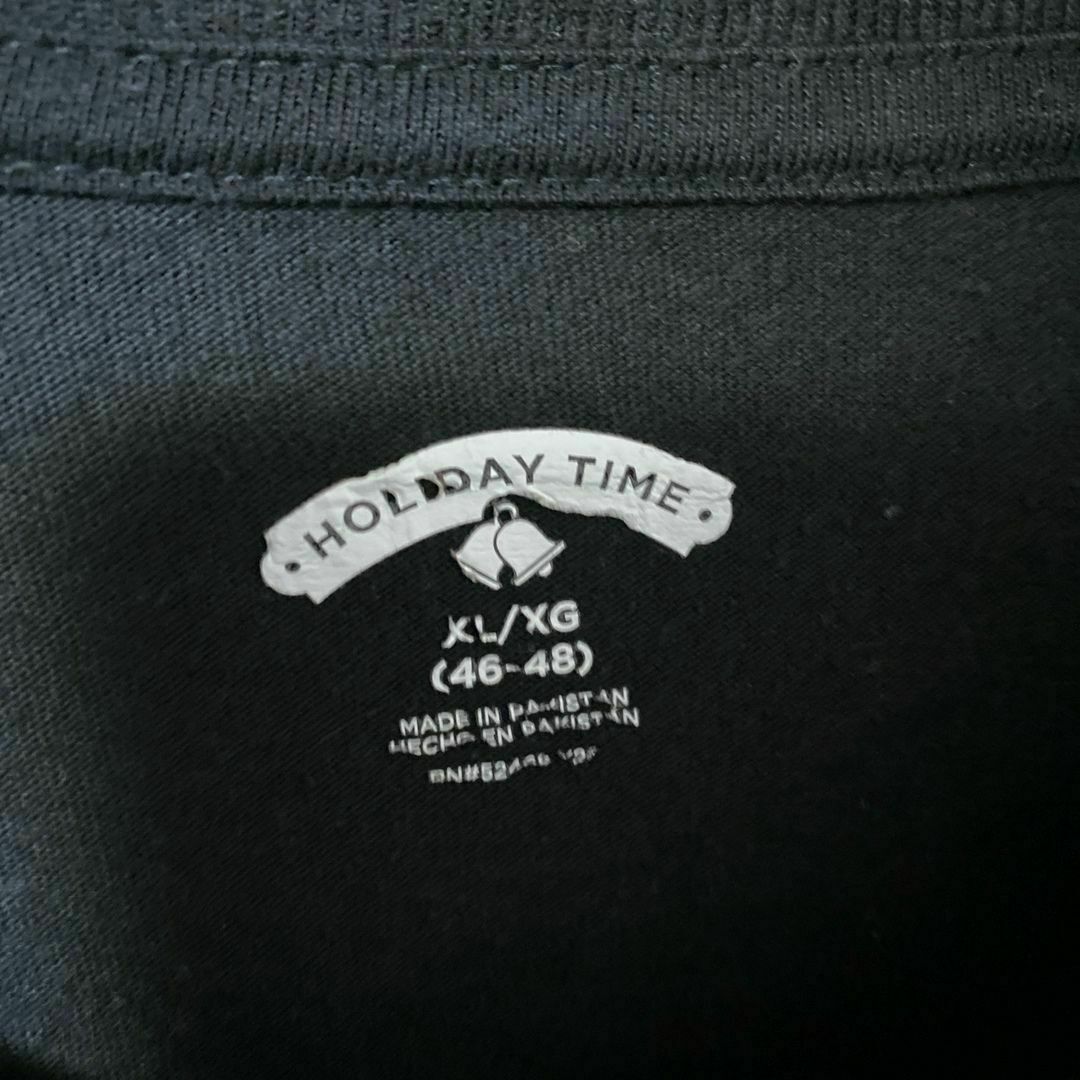 HOLIDAY TIME
XL/XG
(46-48)
MADE IN PAKISTAN
HECHO EN PAKISTAN